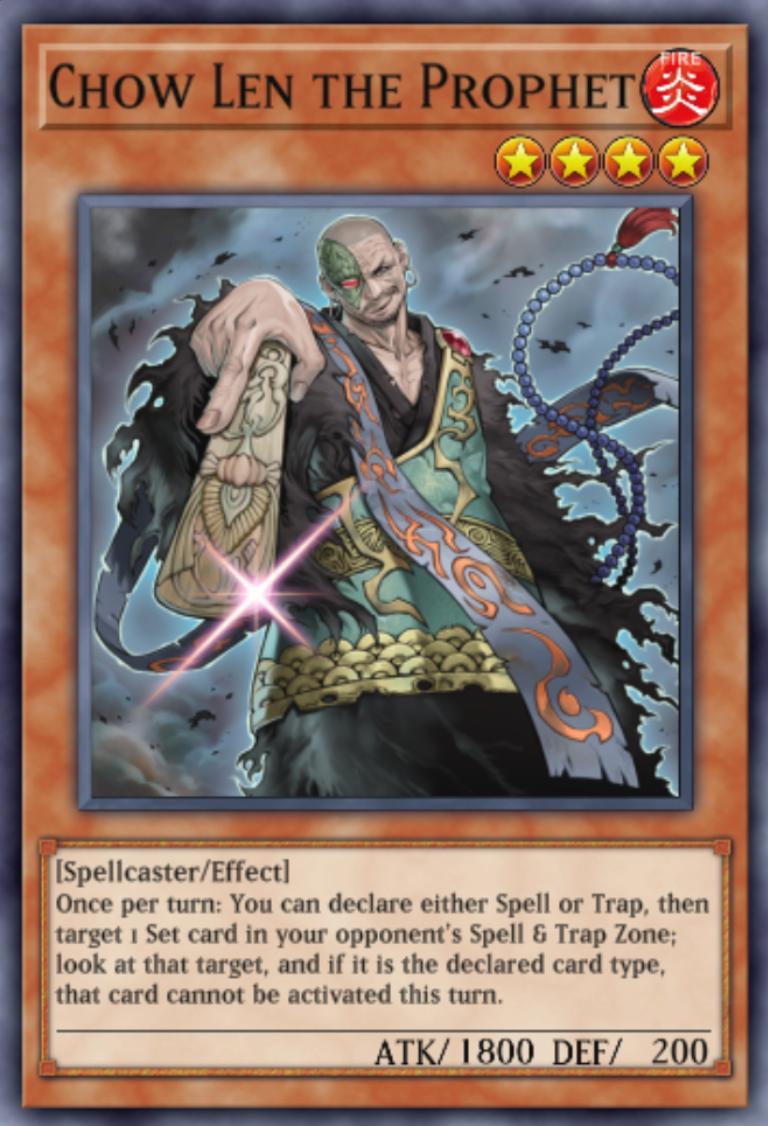 Chow Len the Prophet
FIRE
炎
[Spellcaster/Effect]
Once per turn: You can declare either Spell or Trap, then
target 1 Set card in your opponent's Spell & Trap Zone;
look at that target, and if it is the declared card type,
that card cannot be activated this turn.
ATK/ 1800 DEF/ 200